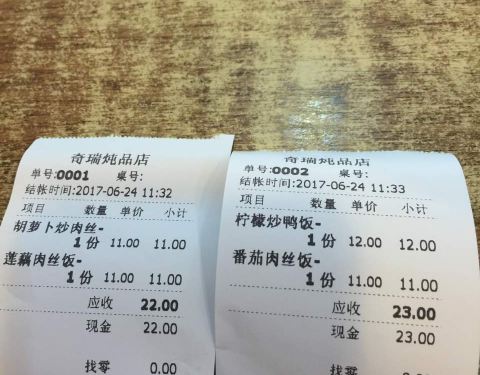 奇瑞炖品店
单号:0001 桌号:
结帐时间:2017-06-24 11:32
项目 数量 单价 小计
胡萝卜炒肉丝-
1 份 11.00 11.00
莲藕肉丝饭-
1 份 11.00 11.00
应收 22.00
现金 22.00
找零 0.00
奇瑞炖品店
单号:0002 桌号:
结帐时间:2017-06-24 11:33
项目 数量 单价 小计
柠檬炒鸭饭-
1 份 12.00 12.00
番茄肉丝饭-
1 份 11.00 11.00
应收 23.00
现金 23.00